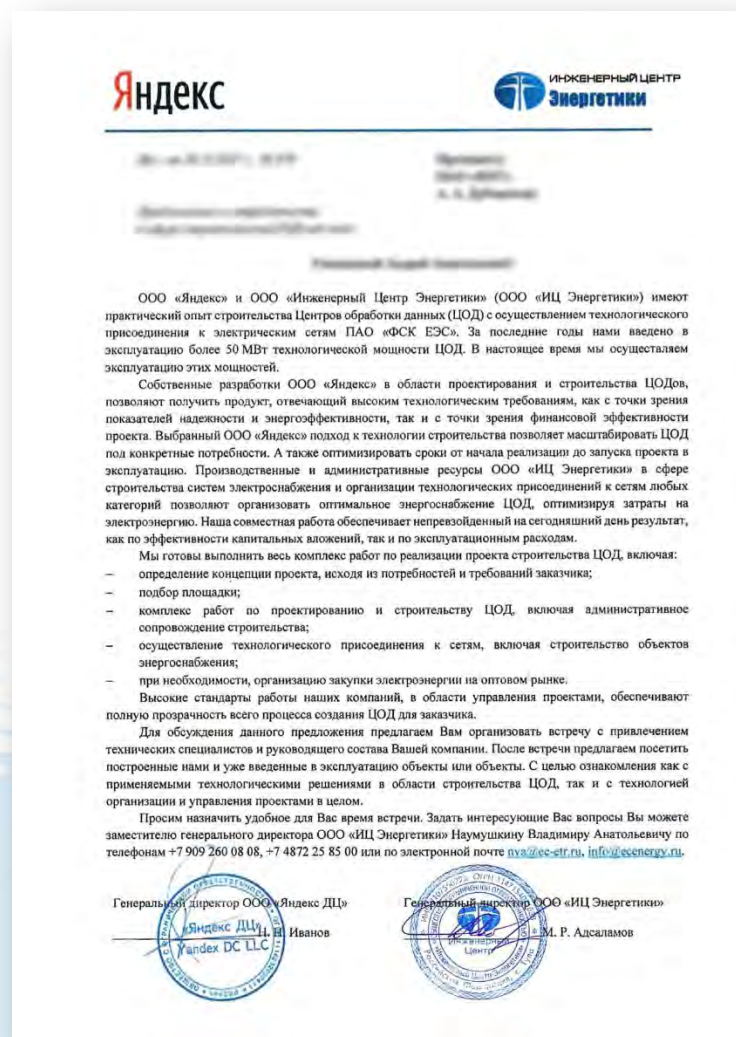 Яндекс
ИНЖЕНЕРНЫЙ ЦЕНТР
Энергетики
ООО «Яндекс» и ООО «Инженерный Центр Энергетики» (ООО «ИЦ Энергетики») имеют
практический опыт строительства Центров обработки данных (ЦОД) с осуществлением технологического
присоединения к электрическим сетям ПАО «ФСК ЕЭС». За последние годы нами введено в
эксплуатацию более 50 МВт технологической мощности ЦОД. В настоящее время мы осуществляем
эксплуатацию этих мощностей.
Собственные разработки ООО «Яндекс» в области проектирования и строительства ЦОДов,
позволяют получить продукт, отвечающий высоким технологическим требованиям, как с точки зрения
показателей надежности и энергоэффективности, так и с точки зрения финансовой эффективности
проекта. Выбранный ООО «Яндекс» подход к технологии строительства позволяет масштабировать ЦОД
под конкретные потребности. А также оптимизировать сроки от начала реализации до запуска проекта в
эксплуатацию. Производственные и административные ресурсы ООО «ИЦ Энергетики» в сфере
строительства систем электроснабжения и организации технологических присоединений к сетям любых
категорий позволяют организовать оптимальное энергоснабжение ЦОД, оптимизируя затраты на
электроэнергию. Наша совместная работа обеспечивает непревзойденный на сегодняшний день результат,
как по эффективности капитальных вложений, так и по эксплуатационным расходам.
Мы готовы выполнить весь комплекс работ по реализации проекта строительства ЦОД, включая:
– определение концепции проекта, исходя из потребностей и требований заказчика;
– подбор площадки;
– комплекс работ по проектированию и строительству ЦОД, включая административное
сопровождение строительства;
– осуществление технологического присоединения к сетям, включая строительство объектов
энергоснабжения;
– при необходимости, организацию закупки электроэнергии на оптовом рынке.
Высокие стандарты работы наших компаний, в области управления проектами, обеспечивают
полную прозрачность всего процесса создания ЦОД для заказчика.
Для обсуждения данного предложения предлагаем Вам организовать встречу с привлечением
технических специалистов и руководящего состава Вашей компании. После встречи предлагаем посетить
построенные нами и уже введенные в эксплуатацию объекты или объекты. С целью ознакомления как с
применяемыми технологическими решениями в области строительства ЦОД, так и с технологией
организации и управления проектами в целом.
Просим назначить удобное для Вас время встречи. Задать интересующие Вас вопросы Вы можете
заместителю генерального директора ООО «ИЦ Энергетики» Наумушкину Владимиру Анатольевичу по
телефонам +7 909 260 08 08, +7 4872 25 85 00 или по электронной почте nva@ec-etr.ru, info@ecenergy.ru.
Генеральный директор ООО «Яндекс ДЦ» Генеральный директор ООО «ИЦ Энергетики»
Иванов М. Р. Адсаламов
«Яндекс ДЦ»
Yandex DC LLC
Инженерный
Центр